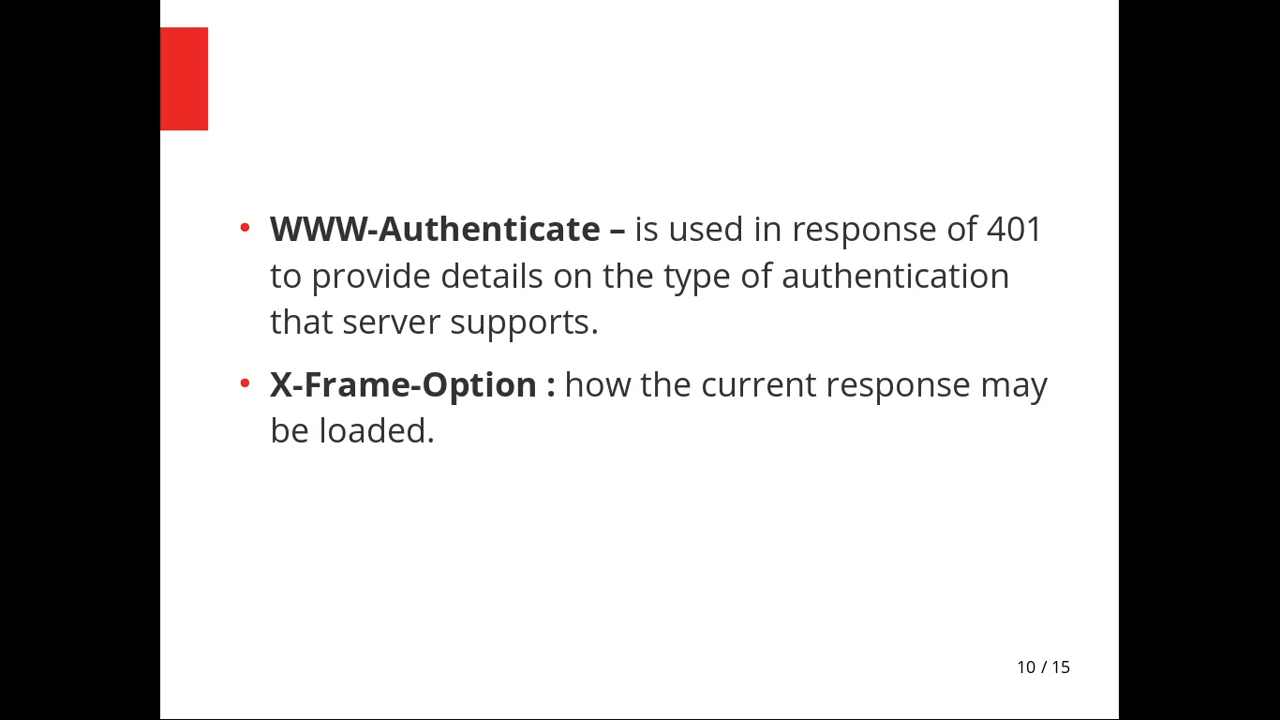 • WWW-Authenticate – is used in response of 401
to provide details on the type of authentication
that server supports.
• X-Frame-Option : how the current response may
be loaded.
10 / 15